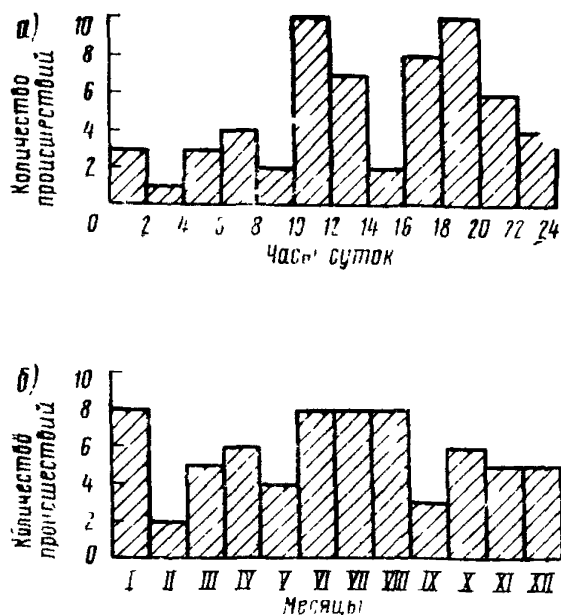 а)
Количество
происшествий
10
8
6
4
2
0 2 4 6 8 10 12 14 16 18 20 22 24
Часы суток
б)
Количество
происшествий
10
8
6
4
2
0
I II III IV V VI VII VIII IX X XI XII
Месяцы